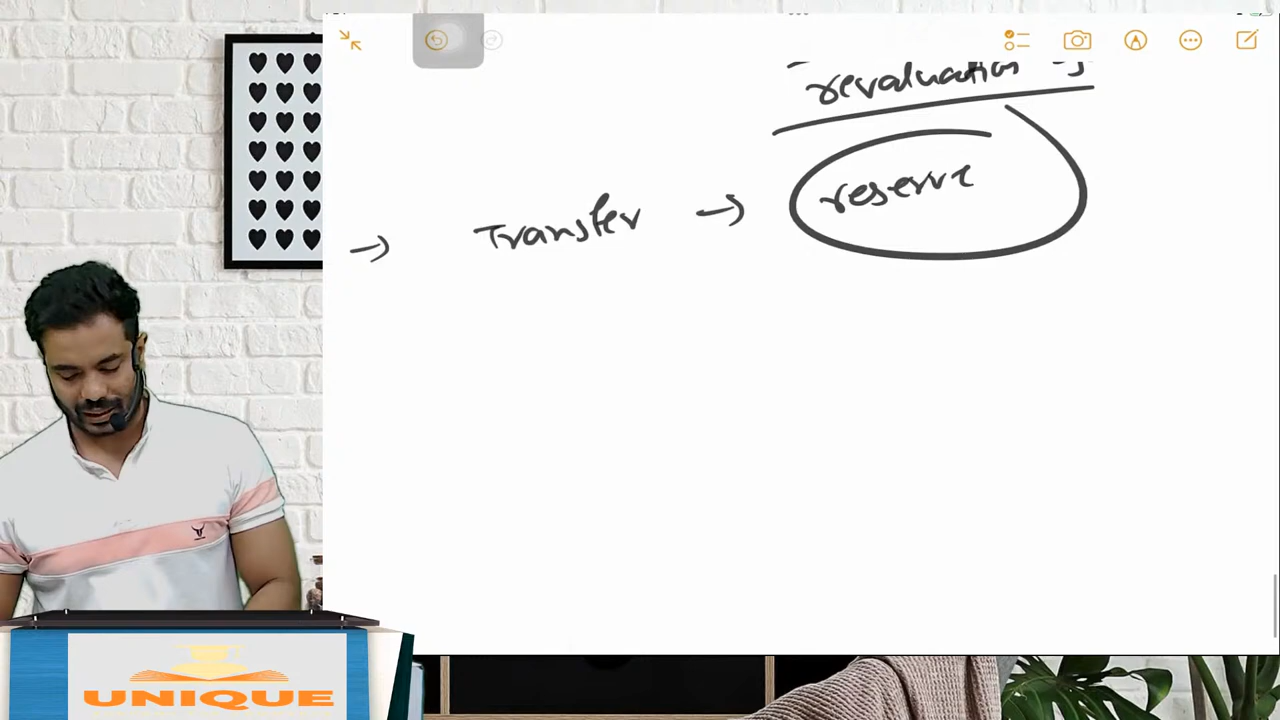 revaluation
→ Transfer → reserve
UNIQUE